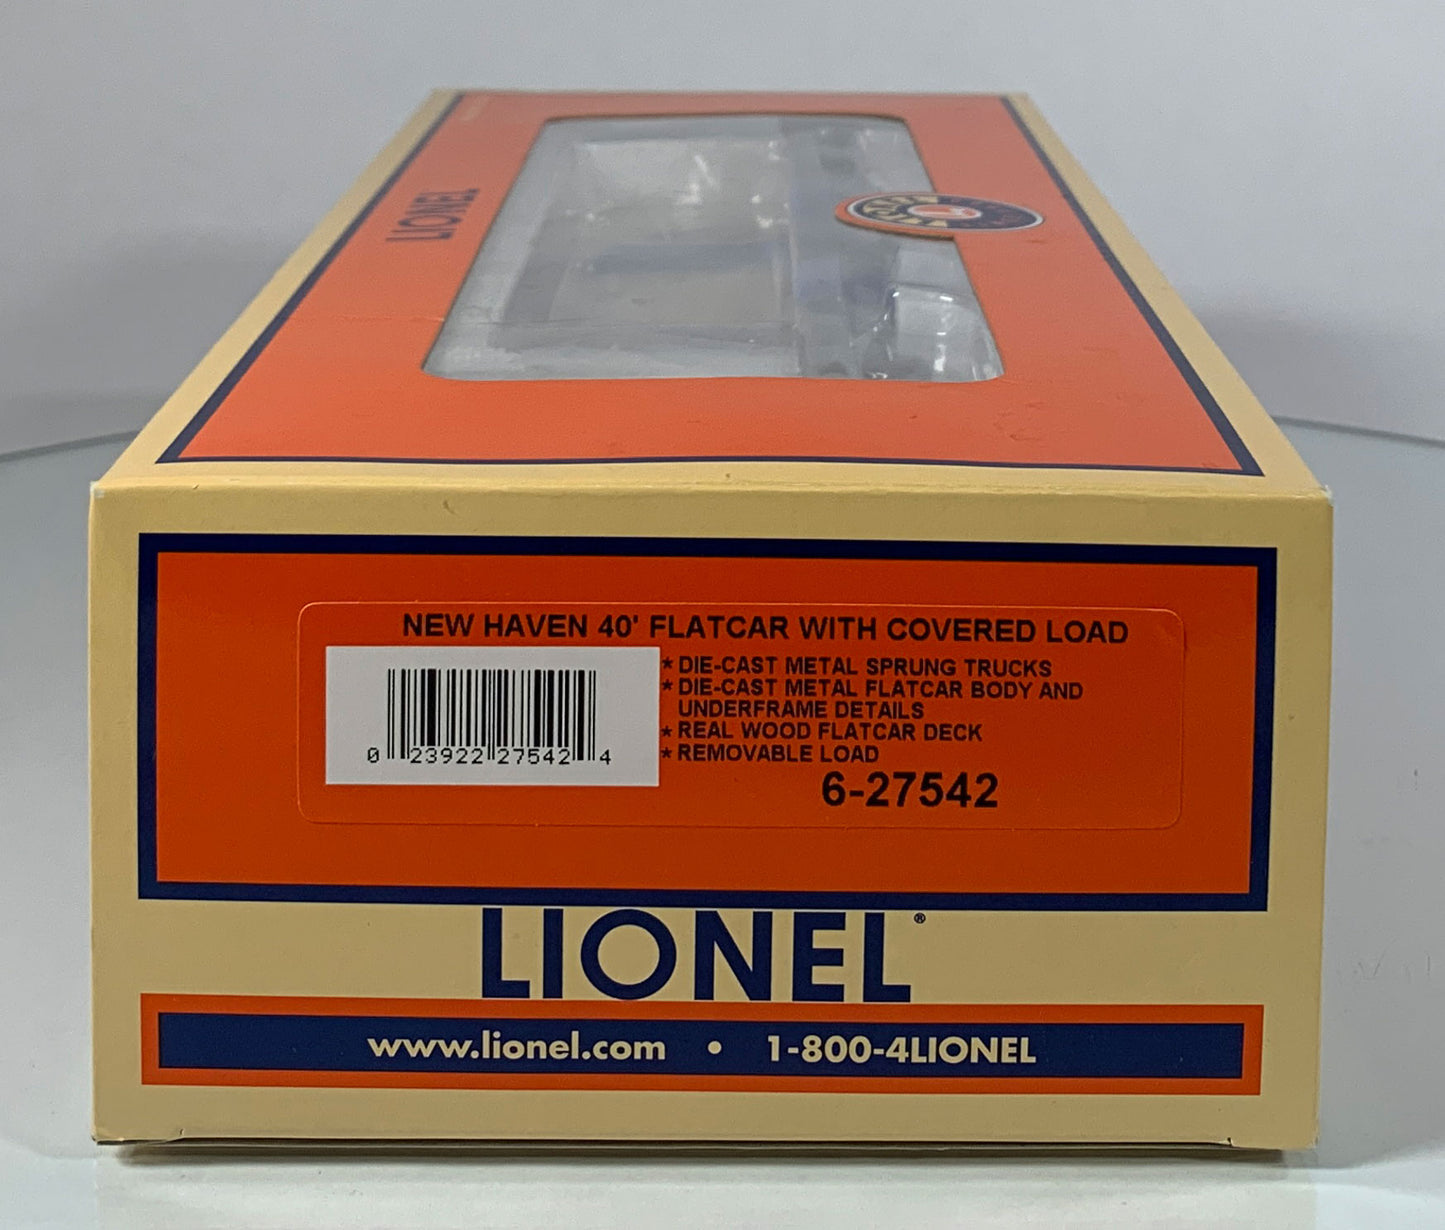 LIONEL
NEW HAVEN 40' FLATCAR WITH COVERED LOAD
* DIE-CAST METAL SPRUNG TRUCKS
* DIE-CAST METAL FLATCAR BODY AND
UNDERFRAME DETAILS
* REAL WOOD FLATCAR DECK
* REMOVABLE LOAD
0 23922 27542 4
6-27542
LIONEL®
www.lionel.com • 1-800-4LIONEL